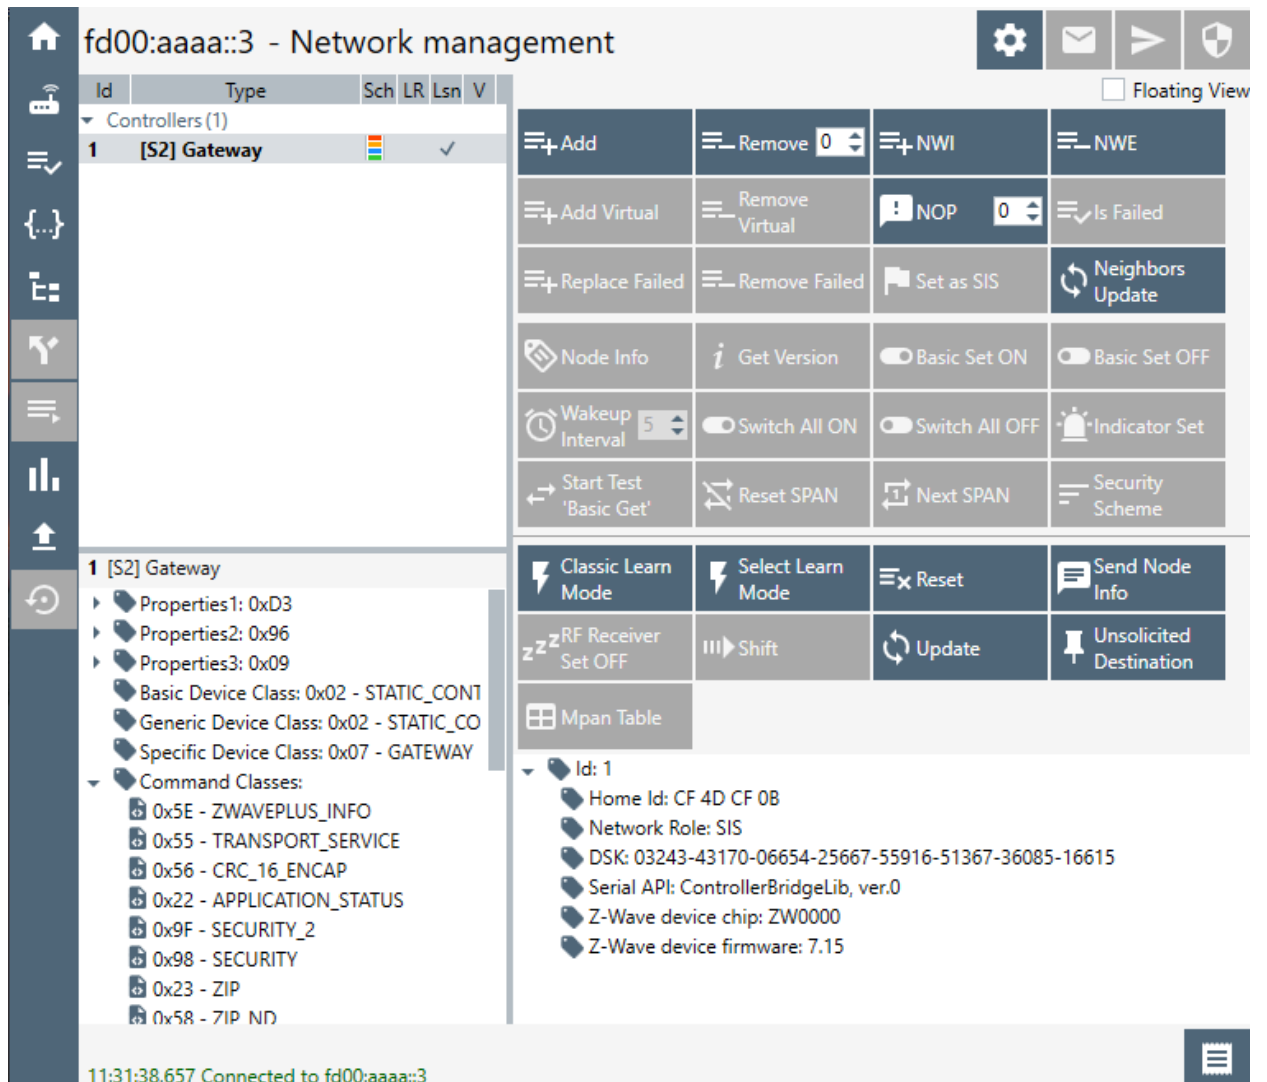 fd00:aaaa::3 - Network management
Id Type Sch LR Lsn V
Floating View
Controllers (1)
1 [S2] Gateway
Add
Remove 0
NWI
NWE
Add Virtual
Remove
Virtual
NOP 0
Is Failed
Replace Failed
Remove Failed
Set as SIS
Neighbors
Update
Node Info
Get Version
Basic Set ON
Basic Set OFF
Wakeup
Interval 5
Switch All ON
Switch All OFF
Indicator Set
Start Test
'Basic Get'
Reset SPAN
Next SPAN
Security
Scheme
Classic Learn
Mode
Select Learn
Mode
Reset
Send Node
Info
RF Receiver
Set OFF
Shift
Update
Unsolicited
Destination
Mpan Table
1 [S2] Gateway
Properties1: 0xD3
Properties2: 0x96
Properties3: 0x09
Basic Device Class: 0x02 - STATIC_CONT
Generic Device Class: 0x02 - STATIC_CO
Specific Device Class: 0x07 - GATEWAY
Command Classes:
0x5E - ZWAVEPLUS_INFO
0x55 - TRANSPORT_SERVICE
0x56 - CRC_16_ENCAP
0x22 - APPLICATION_STATUS
0x9F - SECURITY_2
0x98 - SECURITY
0x23 - ZIP
0x58 - ZIP_ND
Id: 1
Home Id: CF 4D CF 0B
Network Role: SIS
DSK: 03243-43170-06654-25667-55916-51367-36085-16615
Serial API: ControllerBridgeLib, ver.0
Z-Wave device chip: ZW0000
Z-Wave device firmware: 7.15
11:31:38.657 Connected to fd00:aaaa::3